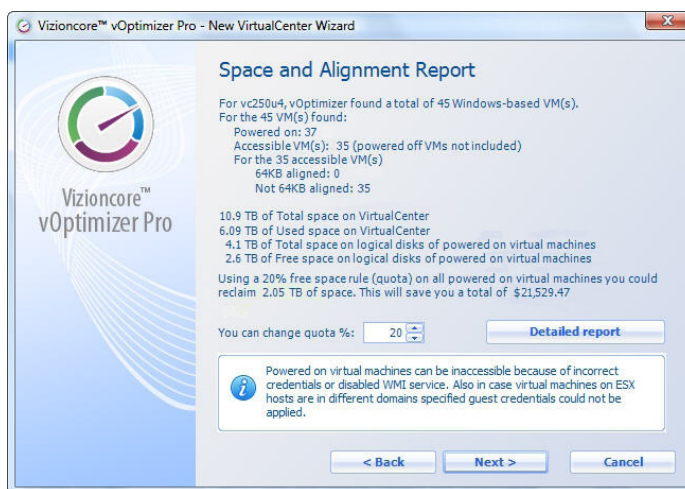 Vizioncore™ vOptimizer Pro - New VirtualCenter Wizard
Vizioncore™
vOptimizer Pro
Space and Alignment Report
For vc250u4, vOptimizer found a total of 45 Windows-based VM(s).
For the 45 VM(s) found:
Powered on: 37
Accessible VM(s): 35 (powered off VMs not included)
For the 35 accessible VM(s)
64KB aligned: 0
Not 64KB aligned: 35
10.9 TB of Total space on VirtualCenter
6.09 TB of Used space on VirtualCenter
4.1 TB of Total space on logical disks of powered on virtual machines
2.6 TB of Free space on logical disks of powered on virtual machines
Using a 20% free space rule (quota) on all powered on virtual machines you could
reclaim 2.05 TB of space. This will save you a total of $21,529.47
You can change quota %: 20 Detailed report
Powered on virtual machines can be inaccessible because of incorrect
credentials or disabled WMI service. Also in case virtual machines on ESX
hosts are in different domains specified guest credentials could not be
applied.
< Back Next > Cancel